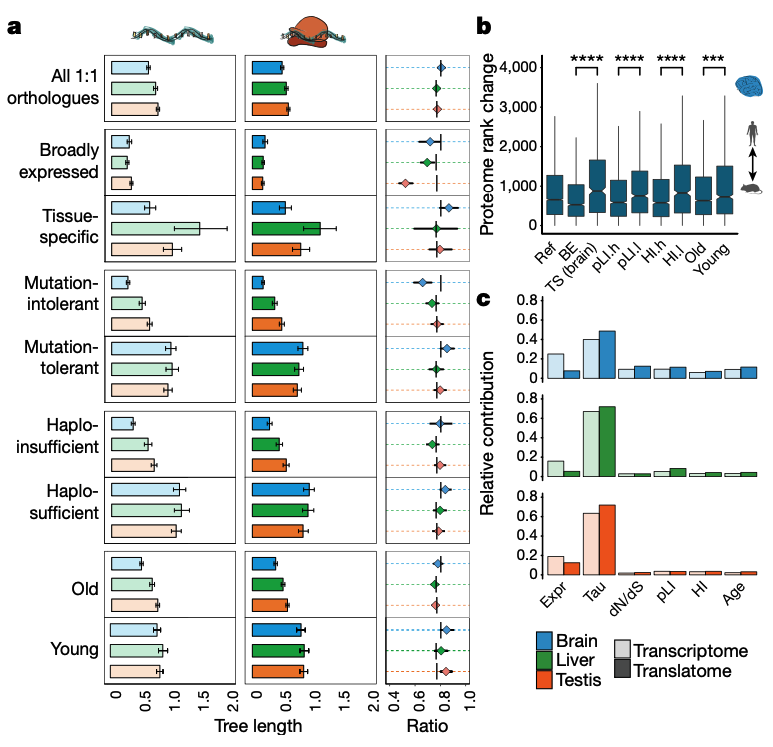 a
All 1:1
orthologues
Broadly
expressed
Tissue-
specific
Mutation-
intolerant
Mutation-
tolerant
Haplo-
insufficient
Haplo-
sufficient
Old
Young
0 0.5 1.0 1.5 2.0
0 0.5 1.0 1.5 2.0
0.4 0.6 0.8 1.0
Tree length
Ratio
b
Proteome rank change
4,000
3,000
2,000
1,000
0
**** **** **** ***
Ref BE TS (brain) pLI.h pLI.l HI.h HI.l Old Young
c
Relative contribution
0.8
0.6
0.4
0.2
0
0.8
0.6
0.4
0.2
0
0.8
0.6
0.4
0.2
0
Expr Tau dN/dS pLI HI Age
Brain
Liver
Testis
Transcriptome
Translatome